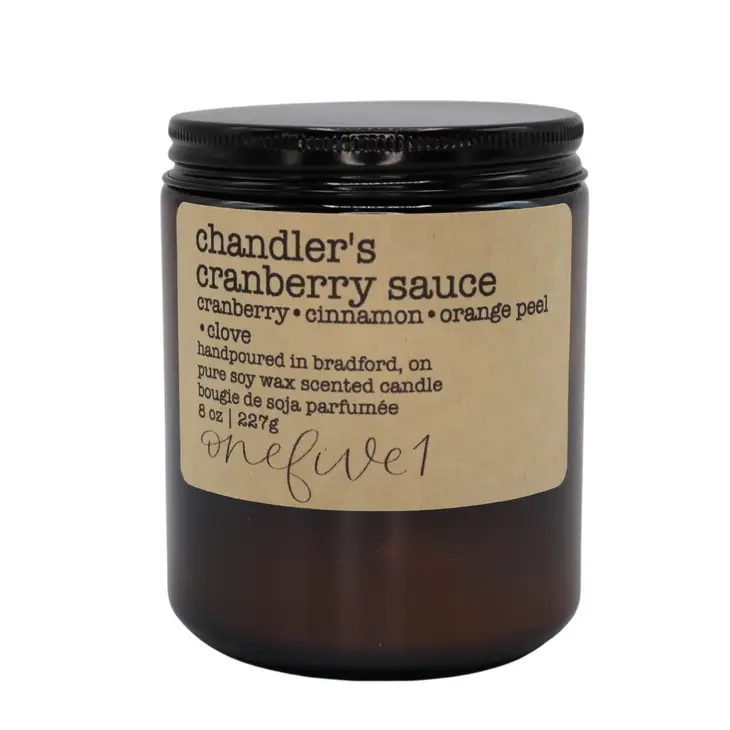 chandler's
cranberry sauce
cranberry • cinnamon • orange peel
• clove
handpoured in bradford, on
pure soy wax scented candle
bougie de soja parfumée
8 oz | 227g
onefive1